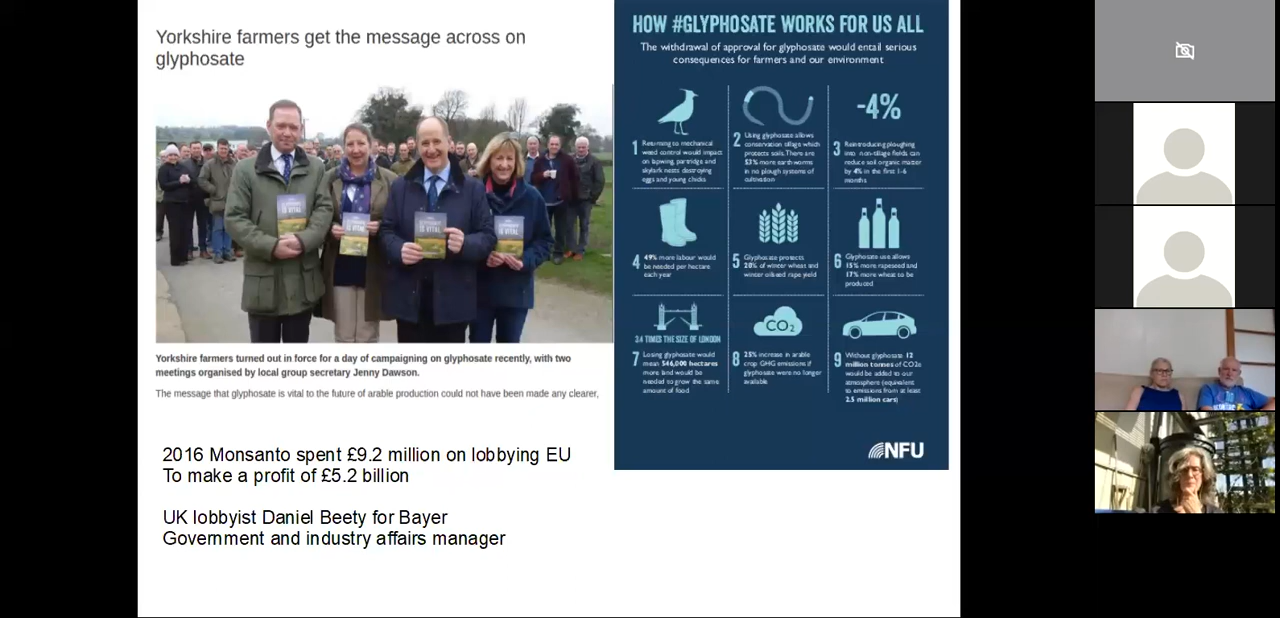 Yorkshire farmers get the message across on
glyphosate
GLYPHOSATE
IS VITAL
Yorkshire farmers turned out in force for a day of campaigning on glyphosate recently, with two
meetings organised by local group secretary Jenny Dawson.
The message that glyphosate is vital to the future of arable production could not have been made any clearer,
2016 Monsanto spent £9.2 million on lobbying EU
To make a profit of £5.2 billion
UK lobbyist Daniel Beety for Bayer
Government and industry affairs manager
HOW #GLYPHOSATE WORKS FOR US ALL
The withdrawal of approval for glyphosate would entail serious
consequences for farmers and our environment
1 Returning to mechanical
weed control would impact
on lapwing, partridge and
skylark nests destroying
eggs and young chicks
2 Using glyphosate allows
conservation tillage which
protects soils. There are
53% more earthworms
in no plough systems of
cultivation
-4%
3 Reintroducing ploughing
into non-tillage fields can
reduce soil organic matter
by 4% in the first 1-6
months
4 49% more labour would
be needed per hectare
each year
5 Glyphosate protects
20% of winter wheat and
winter oilseed rape yield
6 Glyphosate use allows
15% more rapeseed and
17% more wheat to be
produced
3.4 TIMES THE SIZE OF LONDON
7 Losing glyphosate would
mean 546,000 hectares
more land would be
needed to grow the same
amount of food
CO2
8 25% increase in arable
crop GHG emissions if
glyphosate were no longer
available
9 Without glyphosate 12
million tonnes of CO2e
would be added to our
atmosphere (equivalent
to emissions from at least
2.5 million cars)
NFU